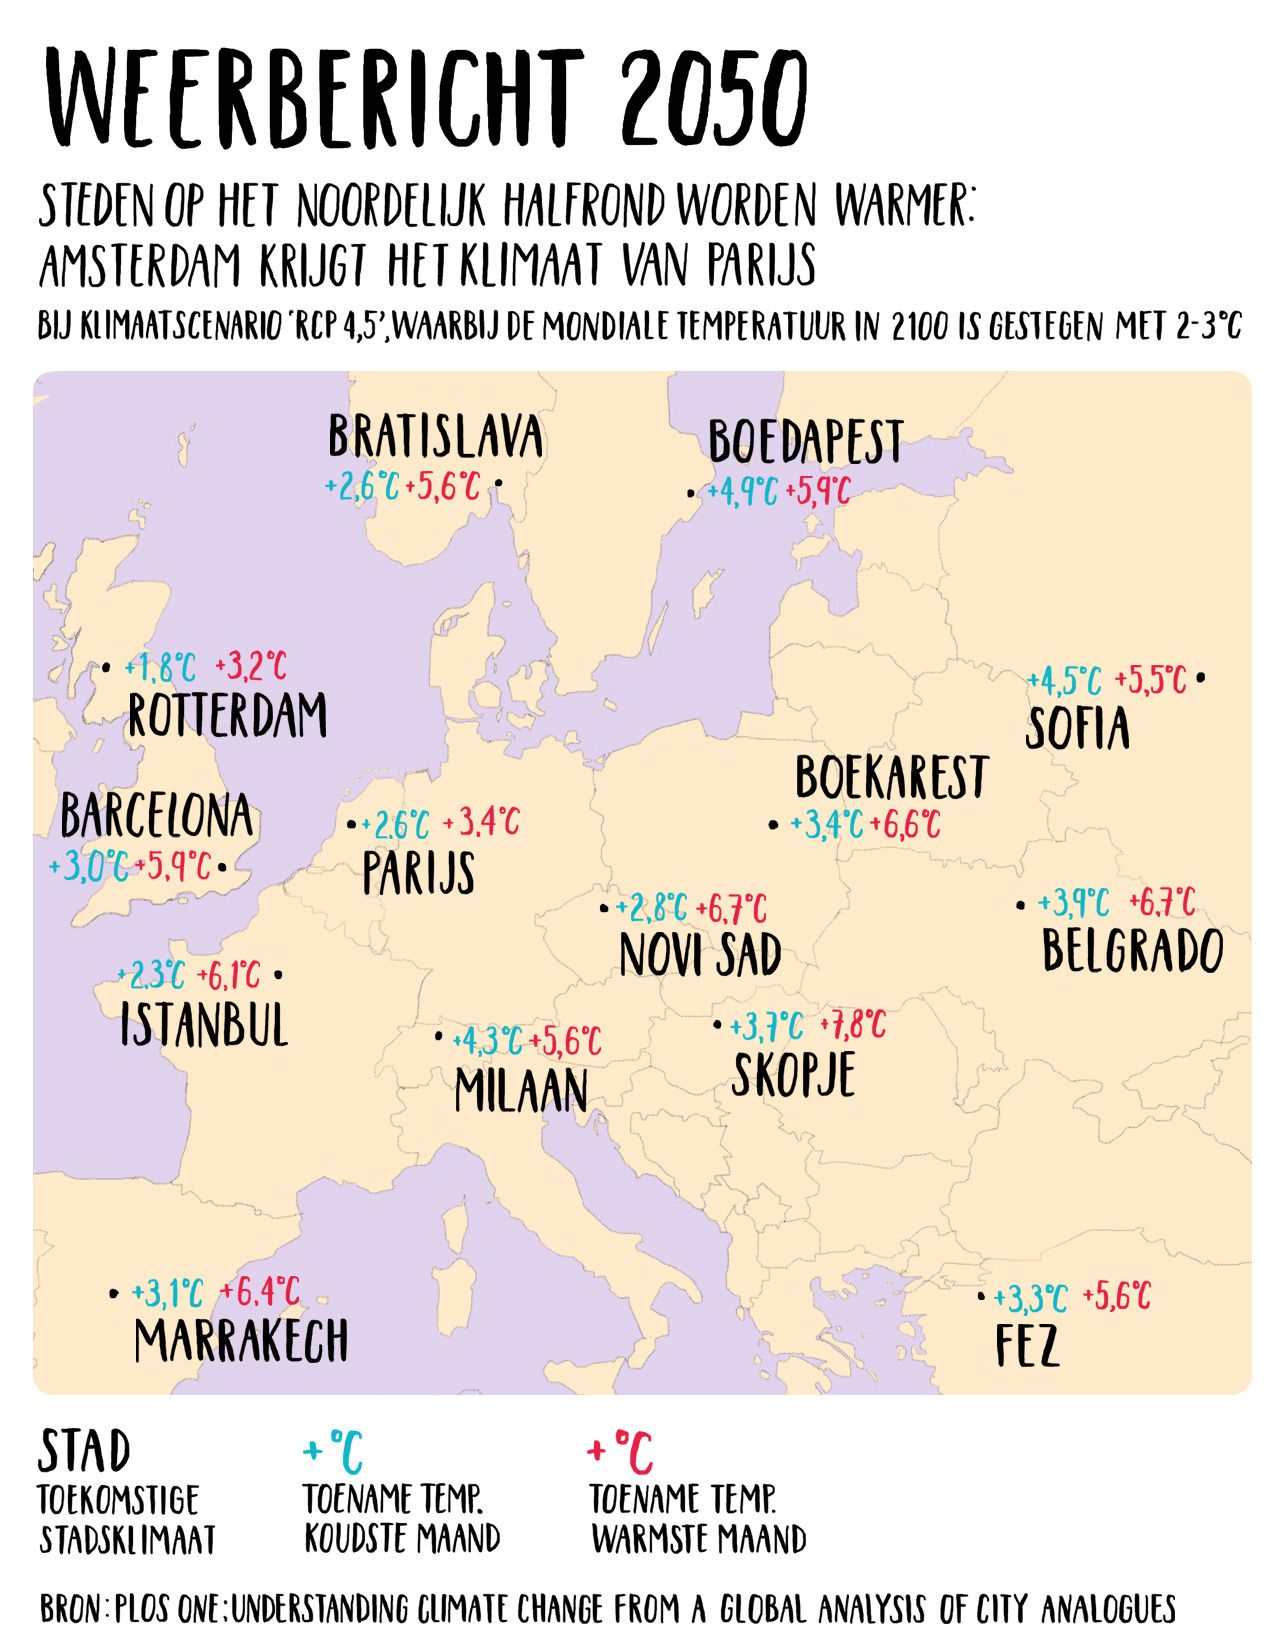 WEERBERICHT 2050
STEDEN OP HET NOORDELIJK HALFROND WORDEN WARMER:
AMSTERDAM KRIJGT HET KLIMAAT VAN PARIJS
BIJ KLIMAATSCENARIO 'RCP 4,5', WAARBIJ DE MONDIALE TEMPERATUUR IN 2100 IS GESTEGEN MET 2-3°C
BRATISLAVA
+2,6°C +5,6°C
BOEDAPEST
+4,9°C +5,9°C
+1,8°C +3,2°C
ROTTERDAM
+4,5°C +5,5°C
SOFIA
BOEKAREST
+3,4°C +6,6°C
BARCELONA
+3,0°C +5,9°C
+2.6°C +3.4°C
PARIJS
+2,8°C +6,7°C
NOVI SAD
+3,9°C +6,7°C
BELGRADO
+2.3°C +6,1°C
ISTANBUL
+4,3°C +5,6°C
MILAAN
+3,7°C +7,8°C
SKOPJE
+3,1°C +6.4°C
MARRAKECH
+3,3°C +5,6°C
FEZ
STAD
TOEKOMSTIGE
STADSKLIMAAT
+°C
TOENAME TEMP.
KOUDSTE MAAND
+°C
TOENAME TEMP.
WARMSTE MAAND
BRON: PLOS ONE; UNDERSTANDING CLIMATE CHANGE FROM A GLOBAL ANALYSIS OF CITY ANALOGUES